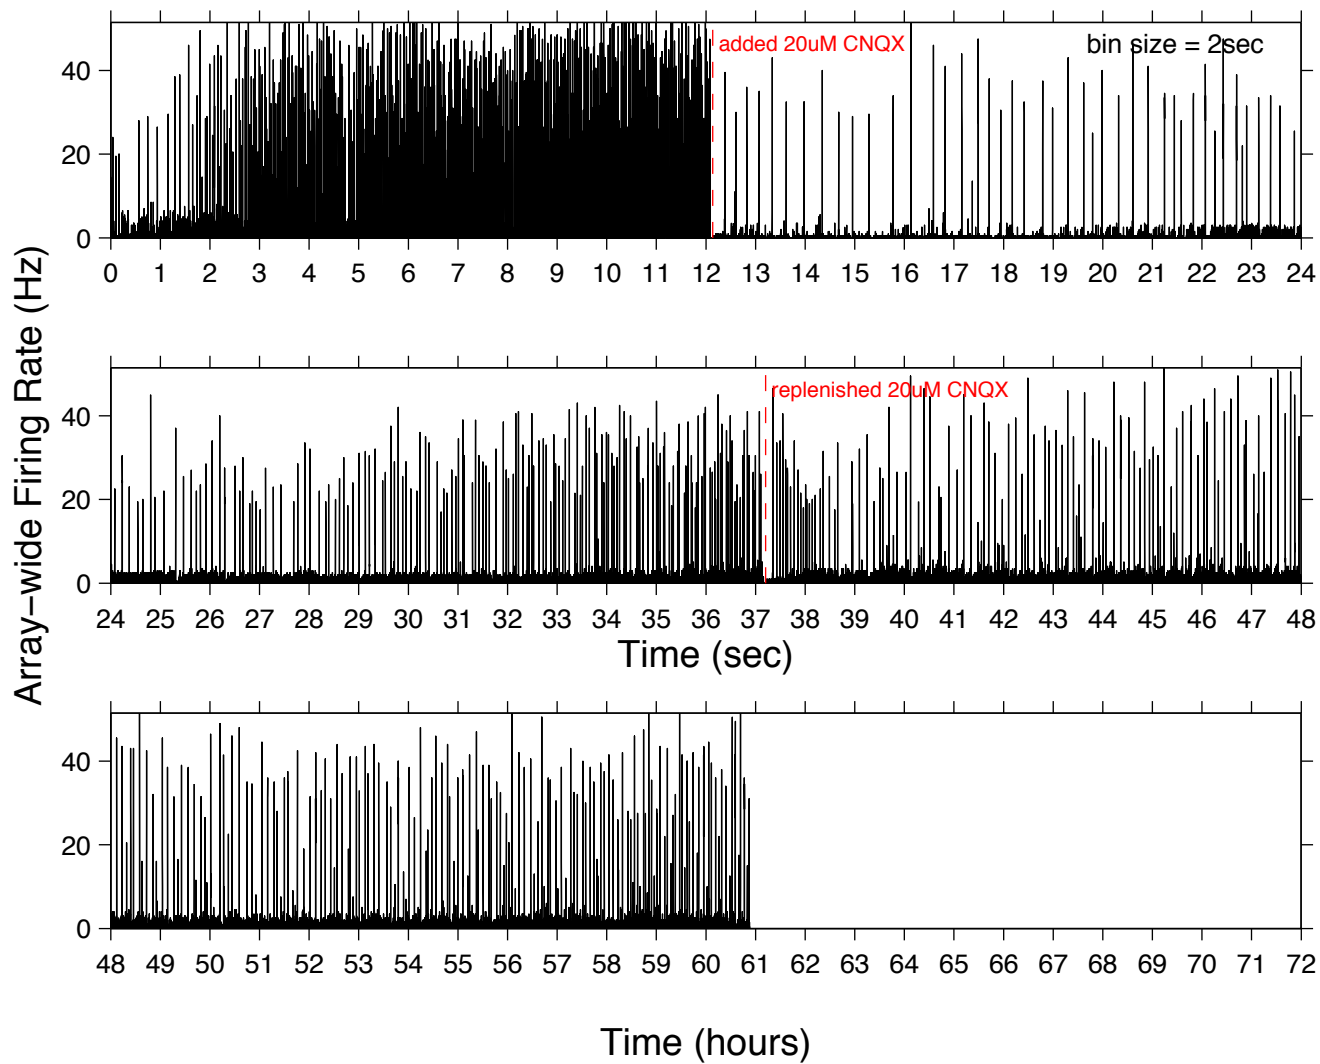 added 20uM CNQX
bin size = 2sec
40
20
0
0 1 2 3 4 5 6 7 8 9 10 11 12 13 14 15 16 17 18 19 20 21 22 23 24
Array-wide Firing Rate (Hz)
replenished 20uM CNQX
40
20
0
24 25 26 27 28 29 30 31 32 33 34 35 36 37 38 39 40 41 42 43 44 45 46 47 48
Time (sec)
40
20
0
48 49 50 51 52 53 54 55 56 57 58 59 60 61 62 63 64 65 66 67 68 69 70 71 72
Time (hours)